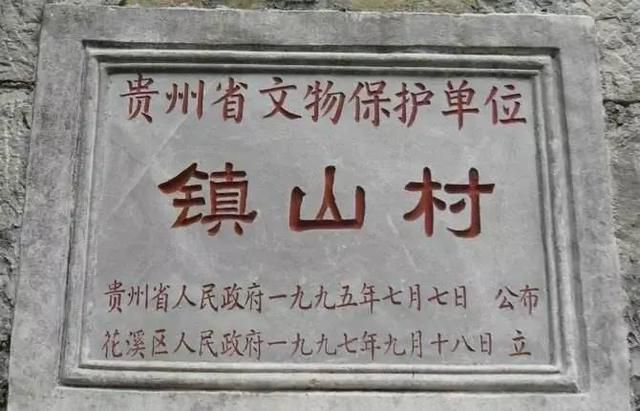 贵州省文物保护单位
镇山村
贵州省人民政府一九九五年七月七日 公布
花溪区人民政府一九九七年九月十八日 立